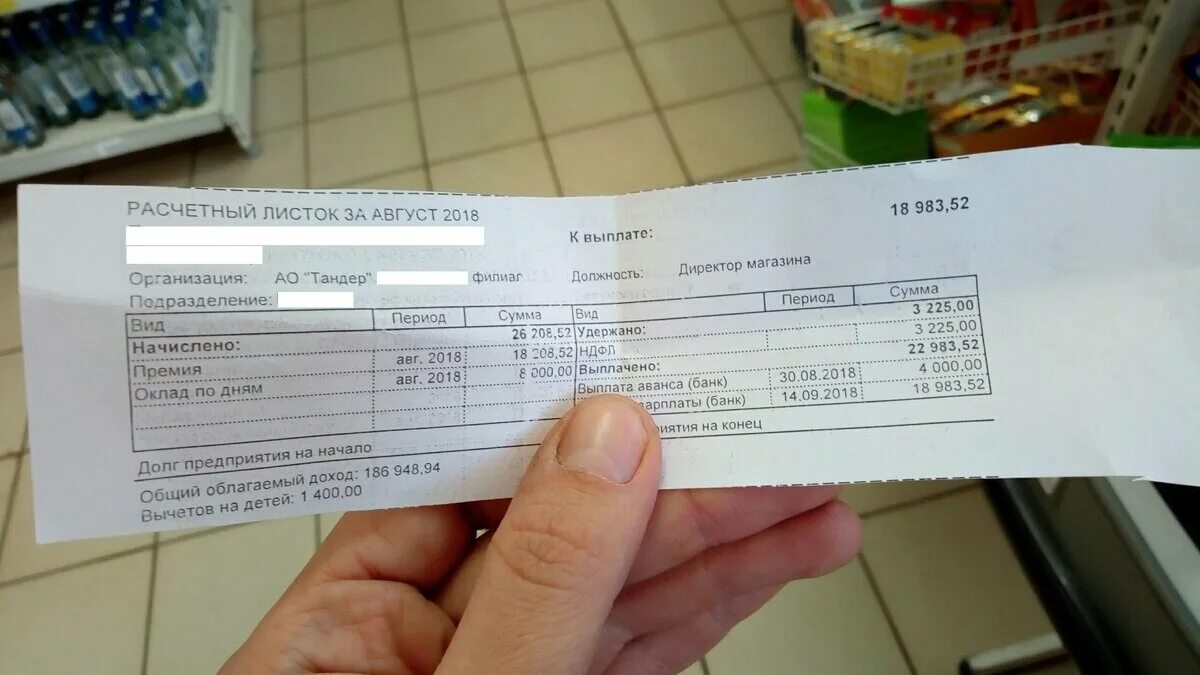 РАСЧЕТНЫЙ ЛИСТОК ЗА АВГУСТ 2018
К выплате: 18 983,52
Организация: АО "Тандер" филиал Должность: Директор магазина
Подразделение:
Вид Период Сумма Вид Период Сумма
Начислено: 26 208,52 Удержано: 3 225,00
Премия авг. 2018 18 208,52 НДФЛ 3 225,00
Оклад по дням авг. 2018 8 000,00 Выплачено: 22 983,52
Выплата аванса (банк) 30.08.2018 4 000,00
арплаты (банк) 14.09.2018 18 983,52
Долг предприятия на начало иятия на конец
Общий облагаемый доход: 186 948,94
Вычетов на детей: 1 400,00